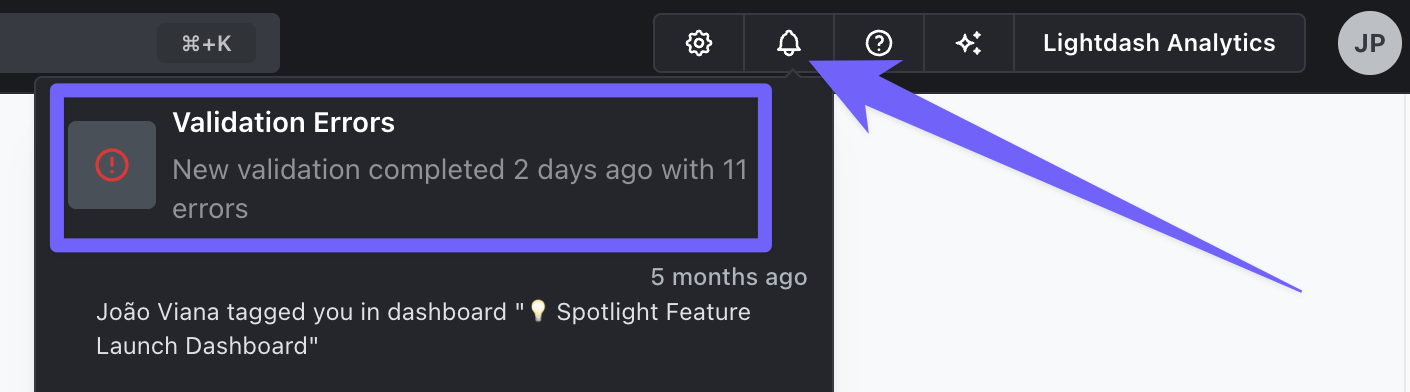 ⌘+K
Lightdash Analytics
JP
Validation Errors
New validation completed 2 days ago with 11
errors
5 months ago
João Viana tagged you in dashboard "💡 Spotlight Feature
Launch Dashboard"